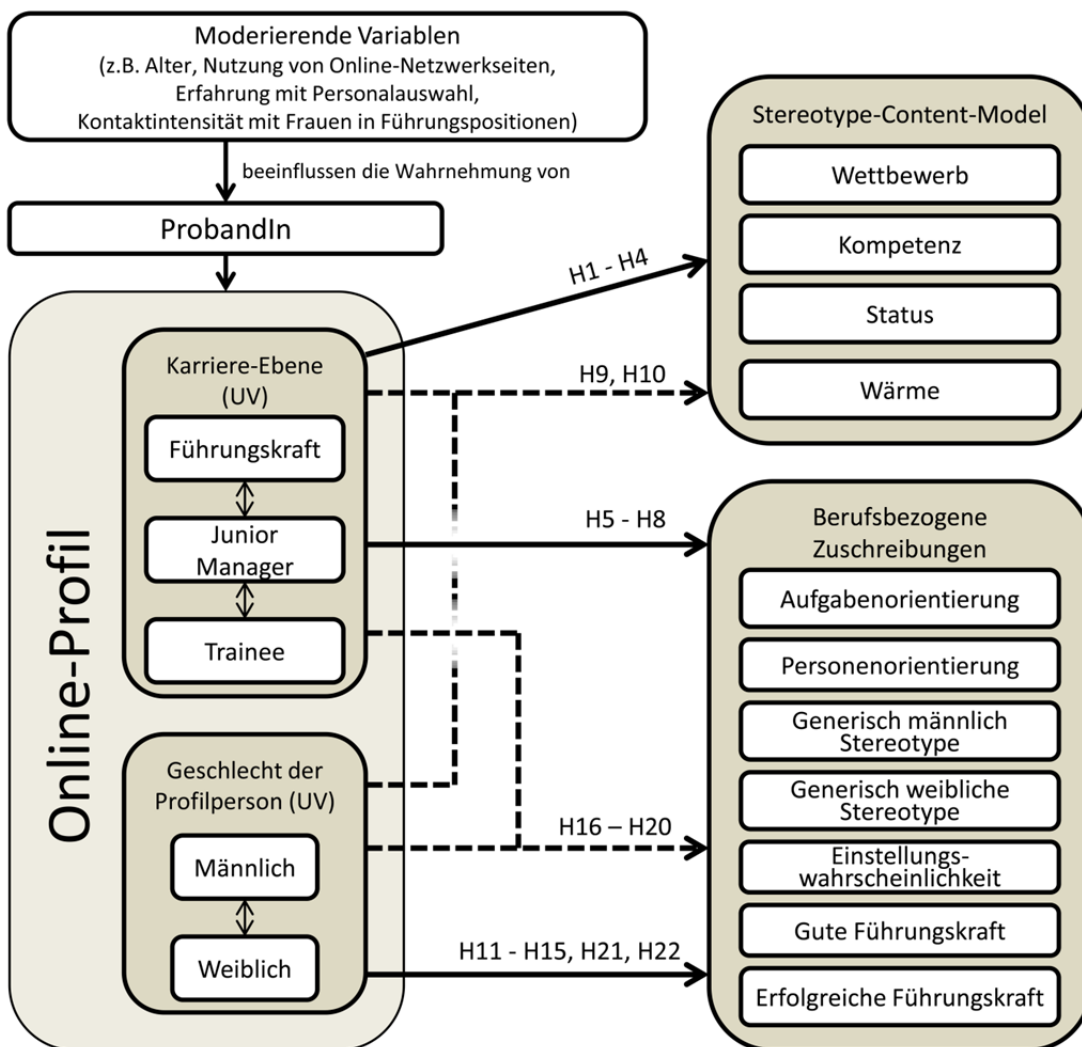 Moderierende Variablen
(z.B. Alter, Nutzung von Online-Netzwerkseiten,
Erfahrung mit Personalauswahl,
Kontaktintensität mit Frauen in Führungspositionen)
beeinflussen die Wahrnehmung von
ProbandIn
Online-Profil
Karriere-Ebene
(UV)
Führungskraft
Junior
Manager
Trainee
Geschlecht der
Profilperson (UV)
Männlich
Weiblich
H1 - H4
H9, H10
H5 - H8
H16 – H20
H11 - H15, H21, H22
Stereotype-Content-Model
Wettbewerb
Kompetenz
Status
Wärme
Berufsbezogene
Zuschreibungen
Aufgabenorientierung
Personenorientierung
Generisch männlich
Stereotype
Generisch weibliche
Stereotype
Einstellungs-
wahrscheinlichkeit
Gute Führungskraft
Erfolgreiche Führungskraft